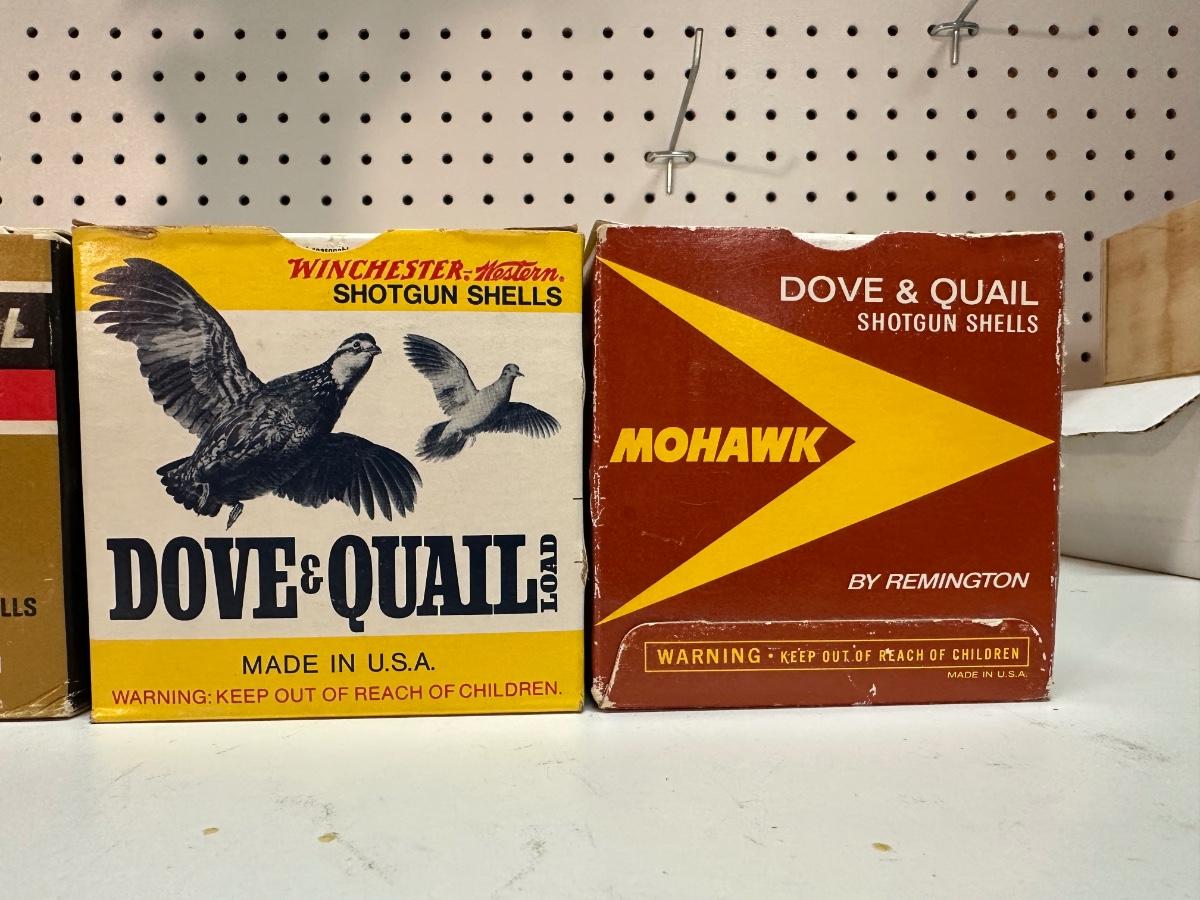 L
LLS
WINCHESTER-Western.
SHOTGUN SHELLS
DOVE & QUAIL LOAD
MADE IN U.S.A.
WARNING: KEEP OUT OF REACH OF CHILDREN.
DOVE & QUAIL
SHOTGUN SHELLS
MOHAWK
BY REMINGTON
WARNING • KEEP OUT OF REACH OF CHILDREN
MADE IN U.S.A.